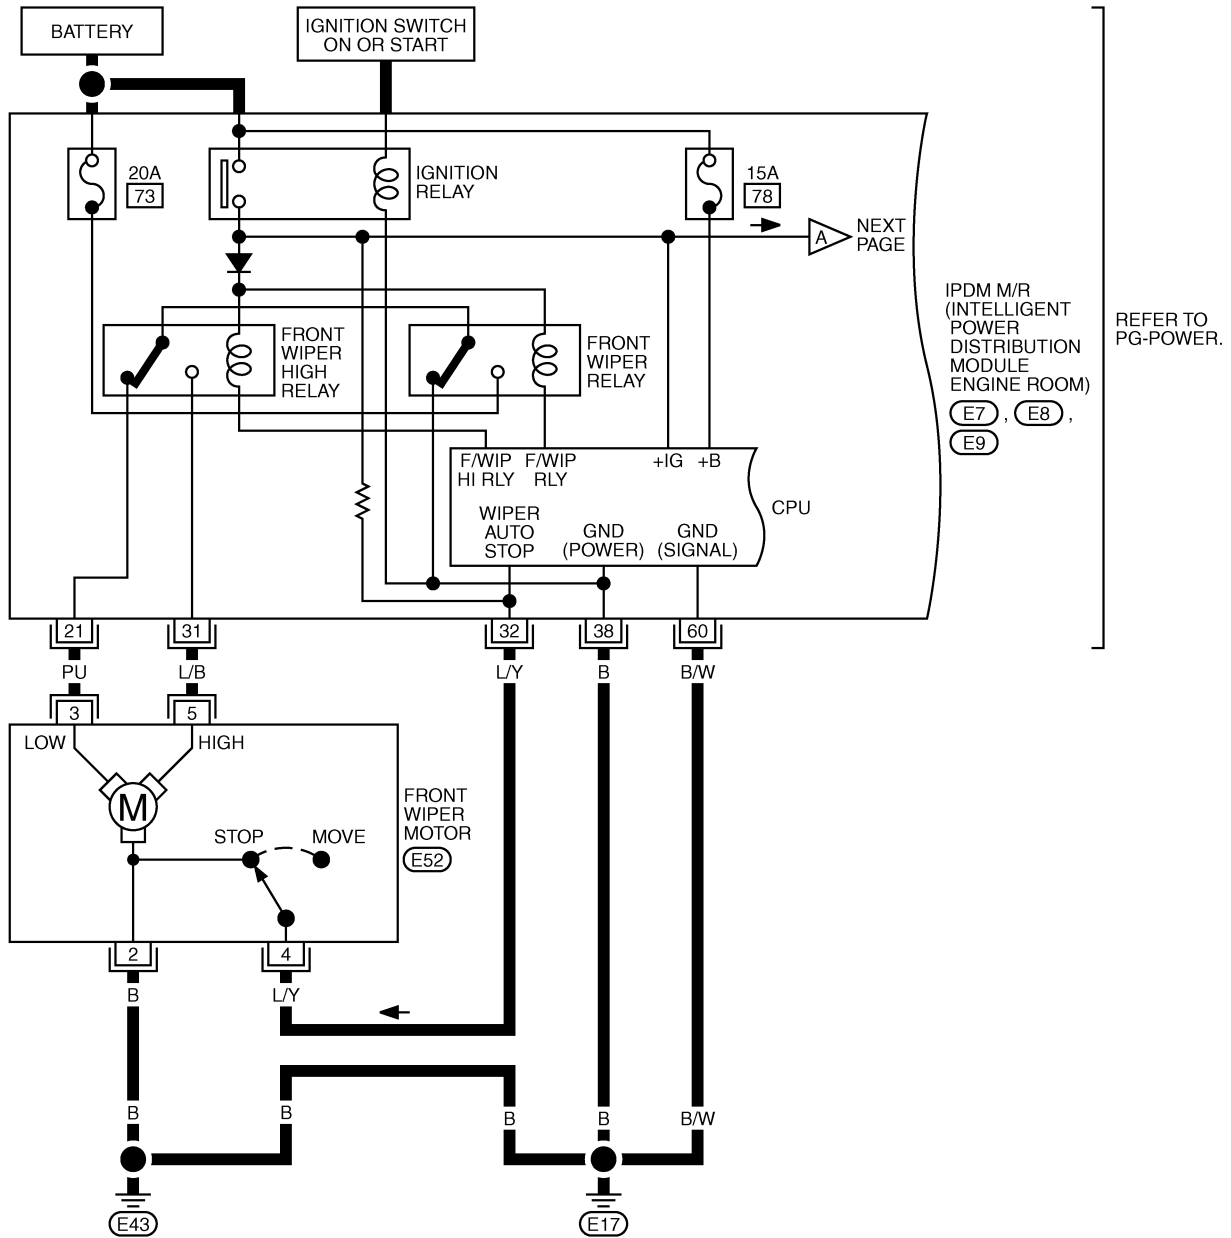 BATTERY
IGNITION SWITCH
ON OR START
20A
73
IGNITION
RELAY
15A
78
A
NEXT
PAGE
IPDM M/R
(INTELLIGENT
POWER
DISTRIBUTION
MODULE
ENGINE ROOM)
E7 , E8 ,
E9
REFER TO
PG-POWER.
FRONT
WIPER
HIGH
RELAY
FRONT
WIPER
RELAY
F/WIP
HI RLY
F/WIP
RLY
+IG
+B
CPU
WIPER
AUTO
STOP
GND
(POWER)
GND
(SIGNAL)
21
31
32
38
60
PU
L/B
L/Y
B
B/W
3
5
LOW
HIGH
M
STOP
MOVE
FRONT
WIPER
MOTOR
E52
2
4
B
L/Y
B
B
B
B
B/W
E43
E17